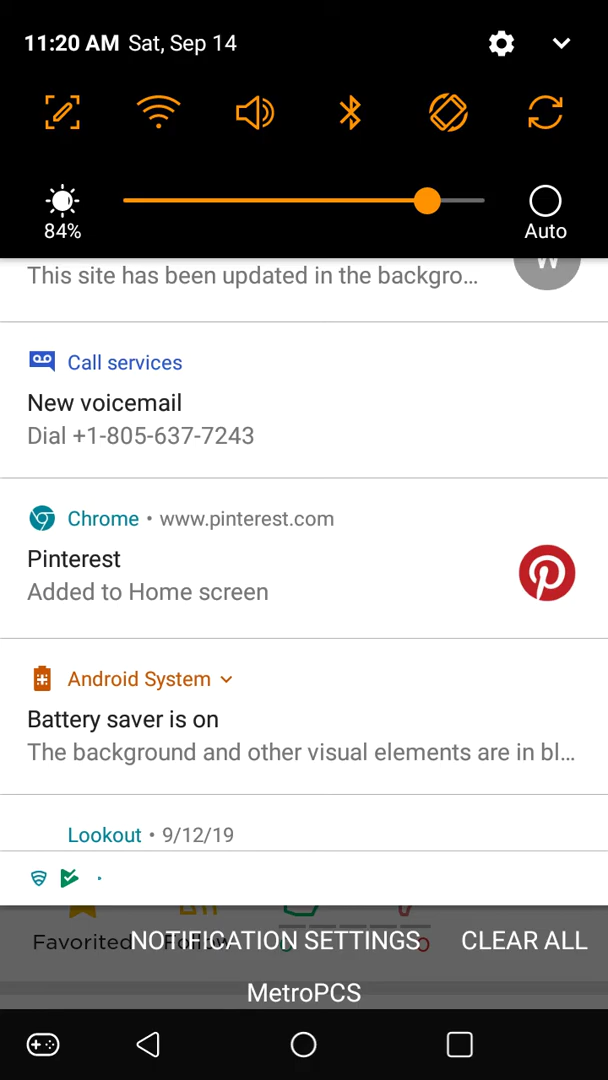 11:20 AM Sat, Sep 14
84%
Auto
This site has been updated in the backgro…
W
Call services
New voicemail
Dial +1-805-637-7243
Chrome • www.pinterest.com
Pinterest
Added to Home screen
Android System
Battery saver is on
The background and other visual elements are in bl…
Lookout • 9/12/19
Favorited
NOTIFICATION SETTINGS
CLEAR ALL
MetroPCS